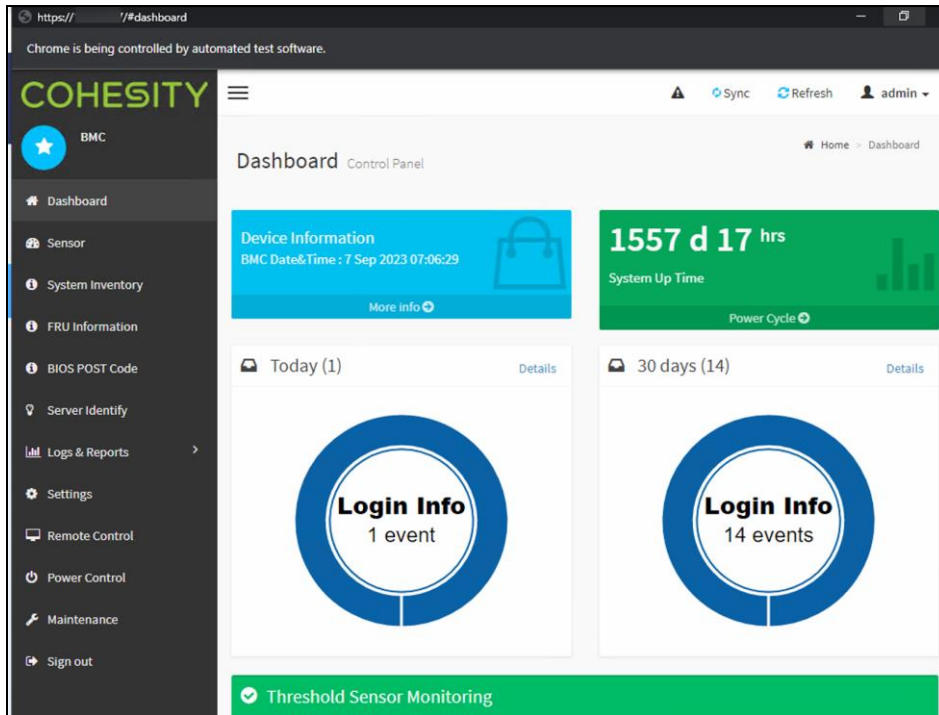 https://	'/#dashboard
Chrome is being controlled by automated test software.
COHESITY
Sync
Refresh
admin
BMC
Dashboard Control Panel
Home > Dashboard
Dashboard
Sensor
System Inventory
FRU Information
BIOS POST Code
Server Identify
Logs & Reports
Settings
Remote Control
Power Control
Maintenance
Sign out
Device Information
BMC Date&Time : 7 Sep 2023 07:06:29
More info
1557 d 17 hrs
System Up Time
Power Cycle
Today (1)
Details
Login Info
1 event
30 days (14)
Details
Login Info
14 events
Threshold Sensor Monitoring